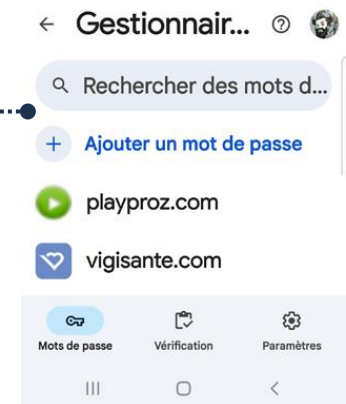 Gestionnair...
Rechercher des mots d...
Ajouter un mot de passe
playproz.com
vigisante.com
Mots de passe
Vérification
Paramètres